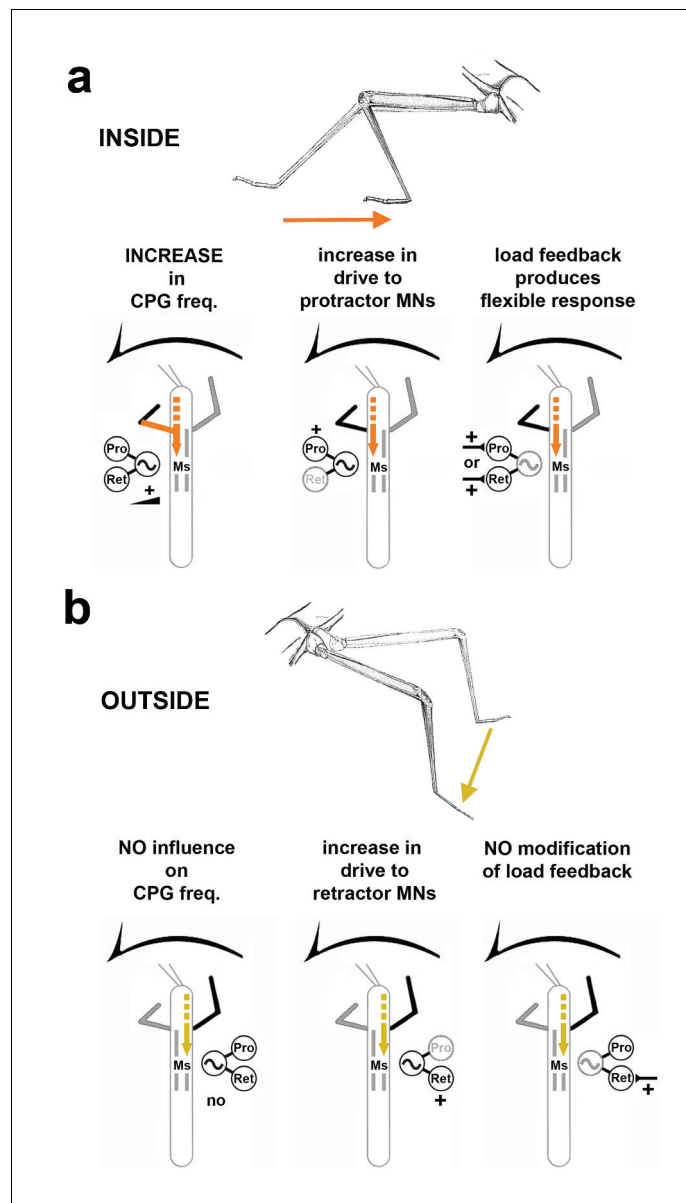 a
INSIDE
INCREASE
in
CPG freq.
increase in
drive to
protractor MNs
load feedback
produces
flexible response
Pro
Ret
+
Ms
+
Pro
Ret
Ms
+
or
+
Pro
Ret
Ms
b
OUTSIDE
NO influence
on
CPG freq.
increase in
drive to
retractor MNs
NO modification
of load feedback
Ms
Pro
Ret
no
Ms
Pro
Ret
+
Ms
Pro
Ret
+